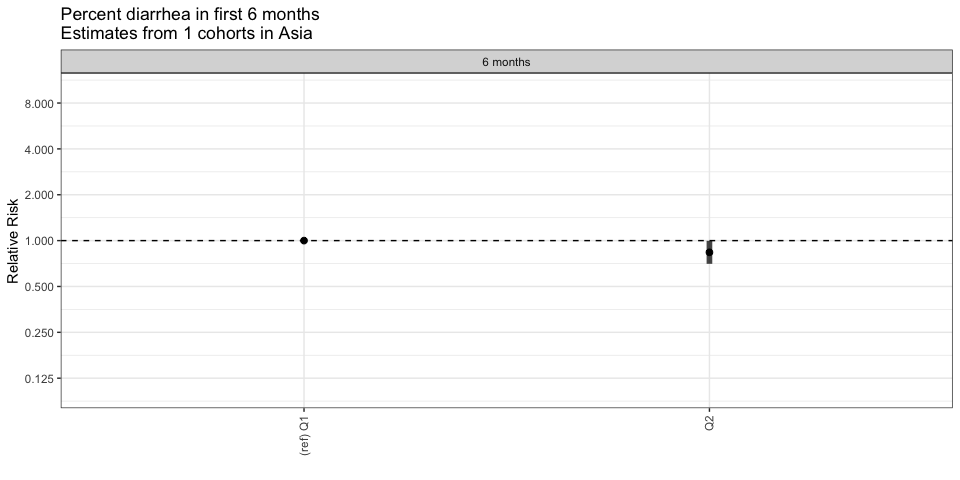 Percent diarrhea in first 6 months
Estimates from 1 cohorts in Asia
6 months
Relative Risk
8.000
4.000
2.000
1.000
0.500
0.250
0.125
(ref) Q1
Q2